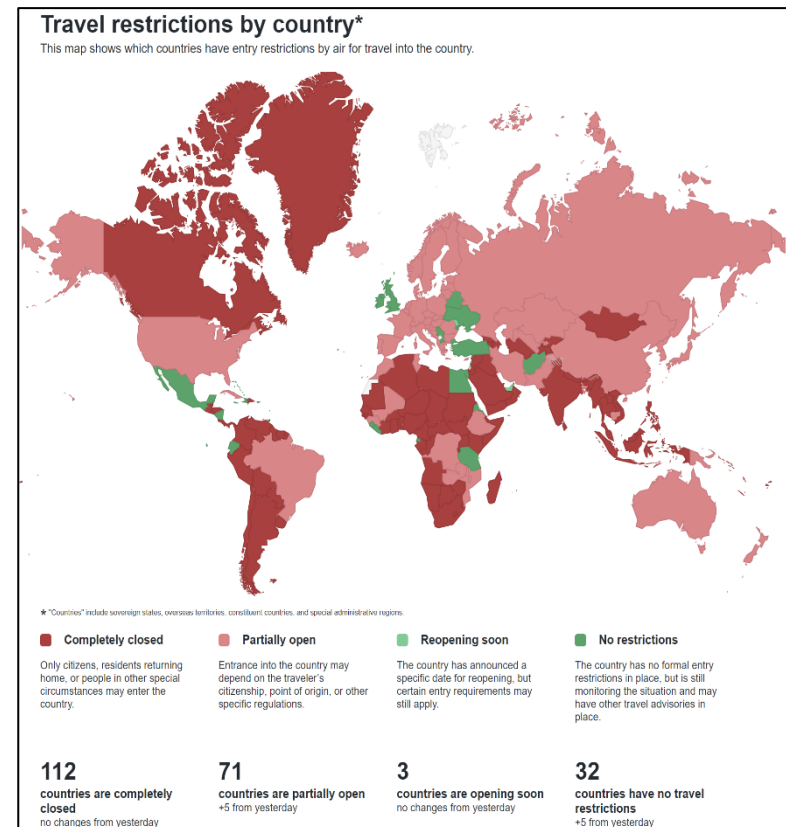 Travel restrictions by country*
This map shows which countries have entry restrictions by air for travel into the country.
* "Countries" include sovereign states, overseas territories, constituent countries, and special administrative regions.
Completely closed
Only citizens, residents returning
home, or people in other special
circumstances may enter the
country.
Partially open
Entrance into the country may
depend on the traveler's
citizenship, point of origin, or other
specific regulations.
Reopening soon
The country has announced a
specific date for reopening, but
certain entry requirements may
still apply.
No restrictions
The country has no formal entry
restrictions in place, but is still
monitoring the situation and may
have other travel advisories in
place.
112
countries are completely
closed
no changes from yesterday
71
countries are partially open
+5 from yesterday
3
countries are opening soon
no changes from yesterday
32
countries have no travel
restrictions
+5 from yesterday